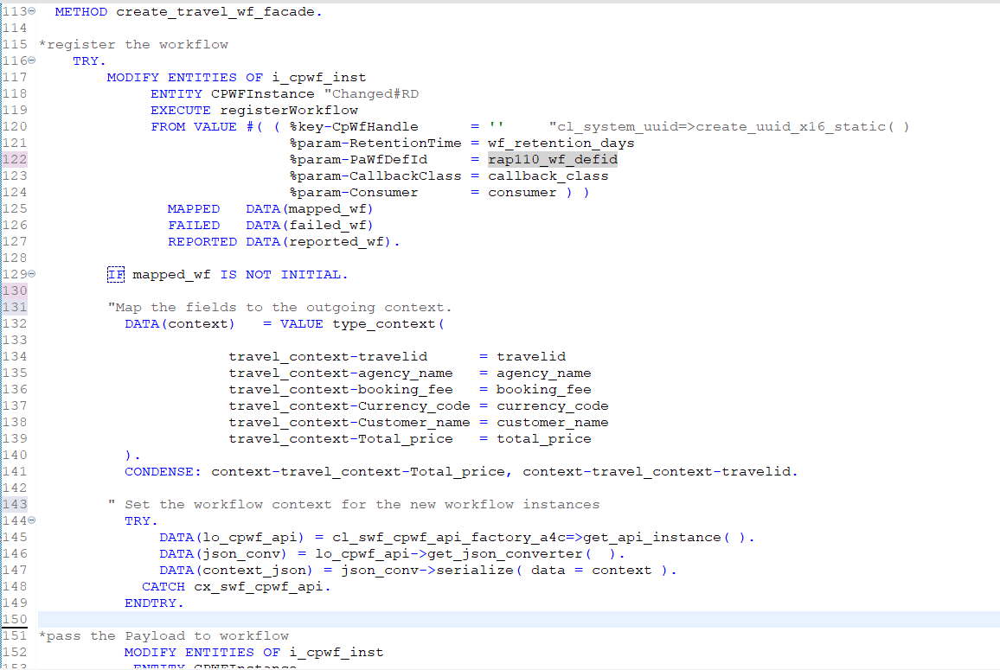 113 METHOD create_travel_wf_facade.
114
115 *register the workflow
116 TRY.
117 MODIFY ENTITIES OF i_cpwf_inst
118 ENTITY CPWFInstance "Changed#RD
119 EXECUTE registerWorkflow
120 FROM VALUE #( ( %key-CpWfHandle = '' "cl_system_uuid=>create_uuid_x16_static( )
121 %param-RetentionTime = wf_retention_days
122 %param-PaWfDefId = rap110_wf_defid
123 %param-CallbackClass = callback_class
124 %param-Consumer = consumer ) )
125 MAPPED DATA(mapped_wf)
126 FAILED DATA(failed_wf)
127 REPORTED DATA(reported_wf).
128
129 IF mapped_wf IS NOT INITIAL.
130
131 "Map the fields to the outgoing context.
132 DATA(context) = VALUE type_context(
133
134 travel_context-travelid = travelid
135 travel_context-agency_name = agency_name
136 travel_context-booking_fee = booking_fee
137 travel_context-Currency_code = currency_code
138 travel_context-Customer_name = customer_name
139 travel_context-Total_price = total_price
140 ).
141 CONDENSE: context-travel_context-Total_price, context-travel_context-travelid.
142
143 " Set the workflow context for the new workflow instances
144 TRY.
145 DATA(lo_cpwf_api) = cl_swf_cpwf_api_factory_a4c=>get_api_instance( ).
146 DATA(json_conv) = lo_cpwf_api->get_json_converter( ).
147 DATA(context_json) = json_conv->serialize( data = context ).
148 CATCH cx_swf_cpwf_api.
149 ENDTRY.
150
151 *pass the Payload to workflow
152 MODIFY ENTITIES OF i_cpwf_inst
153 ENTITY CPWFInstance